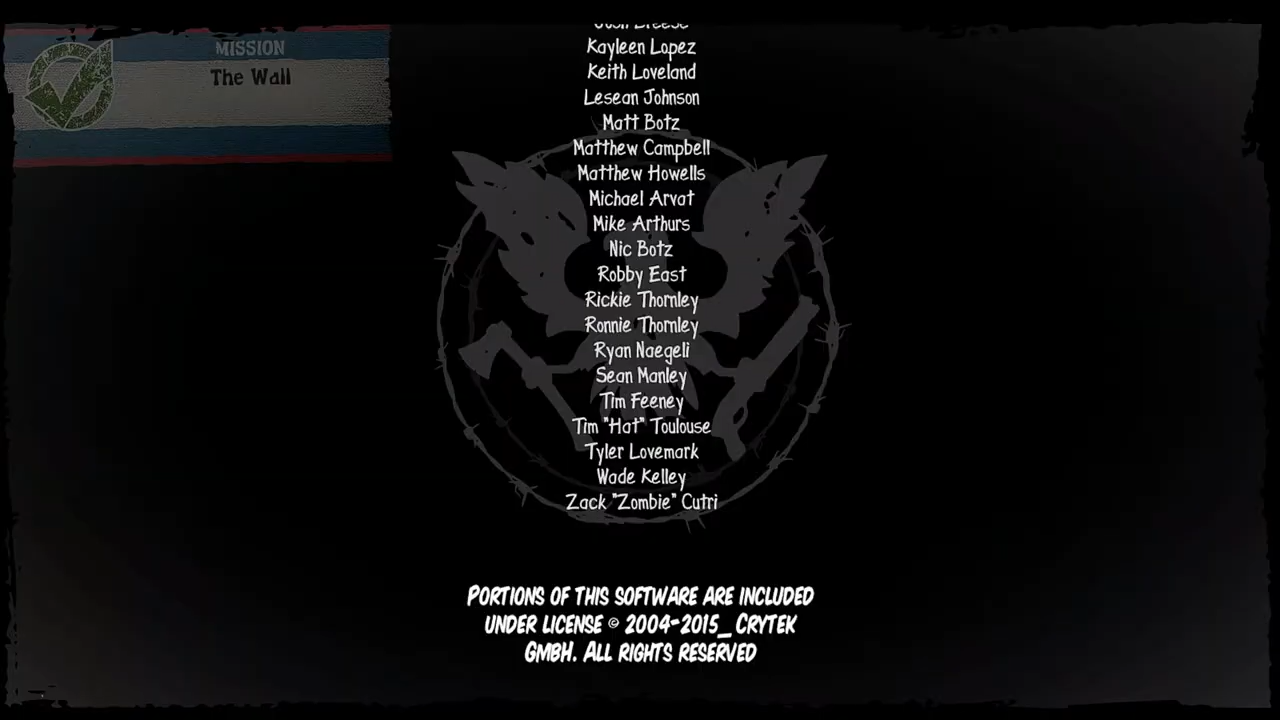 MISSION
The Wall
Kayleen Lopez
Keith Loveland
Lesean Johnson
Matt Botz
Matthew Campbell
Matthew Howells
Michael Arvat
Mike Arthurs
Nic Botz
Robby East
Rickie Thornley
Ronnie Thornley
Ryan Naegeli
Sean Manley
Tim Feeney
Tim "Hat" Toulouse
Tyler Lovemark
Wade Kelley
Zack "Zombie" Cutri
PORTIONS OF THIS SOFTWARE ARE INCLUDED
UNDER LICENSE © 2004-2015_CRYTEK
GMBH. ALL RIGHTS RESERVED